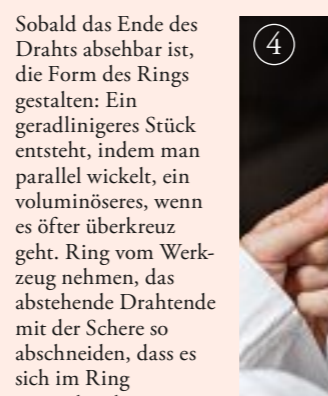 Sobald das Ende des
Drahts absehbar ist,
die Form des Rings
gestalten: Ein
geradlinigeres Stück
entsteht, indem man
parallel wickelt, ein
voluminöseres, wenn
es öfter überkreuz
geht. Ring vom Werk-
zeug nehmen, das
abstehende Drahtende
mit der Schere so
abschneiden, dass es
sich im Ring
4